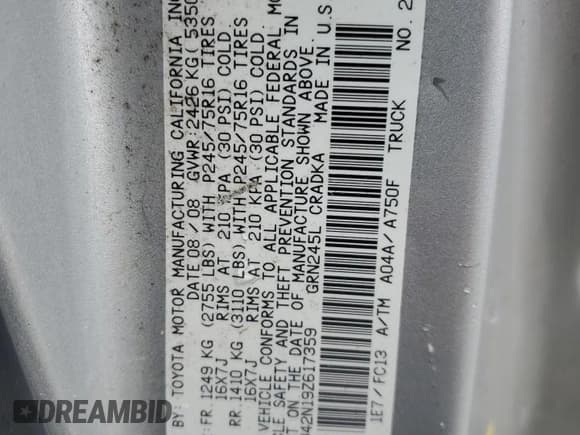 BY: TOYOTA MOTOR MANUFACTURING CALIFORNIA INC
DATE 08 / 08 GVWR: 2426 KG( 5350
FR. 1249 KG (2755 LBS) WITH P245/75R16 TIRES
16X7J RIMS AT 210 KPA (30 PSI) COLD
RR. 1410 KG (3110 LBS) WITH P245/75R16 TIRES
16X7J RIMS AT 210 KPA (30 PSI) COLD
VEHICLE CONFORMS TO ALL APPLICABLE FEDERAL MO
SAFETY AND THEFT PREVENTION STANDARDS IN
ON THE DATE OF MANUFACTURE SHOWN ABOVE.
42N19Z617359 GRN245L CRADKA MADE IN U.S
1E7 / FC13 A/TM A04A/ A750F TRUCK NO. 2
UNRESERVEDBID
UNRESERVEDBID